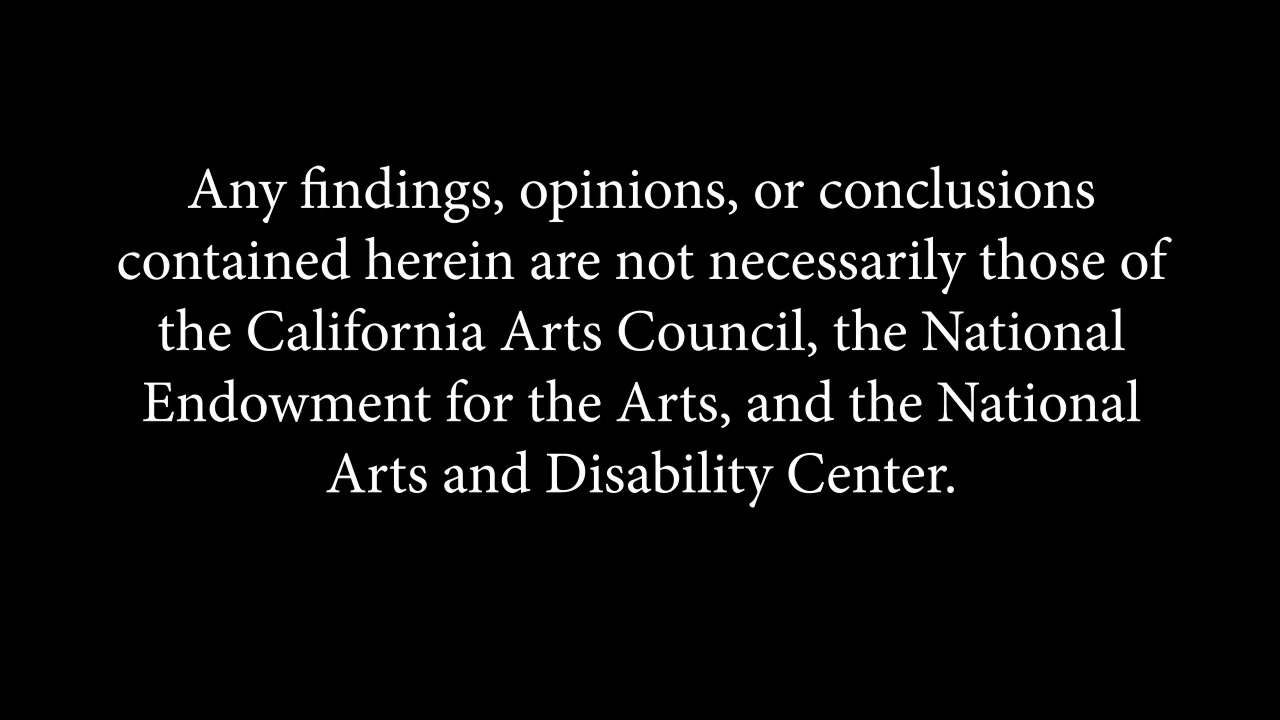 Any findings, opinions, or conclusions
contained herein are not necessarily those of
the California Arts Council, the National
Endowment for the Arts, and the National
Arts and Disability Center.